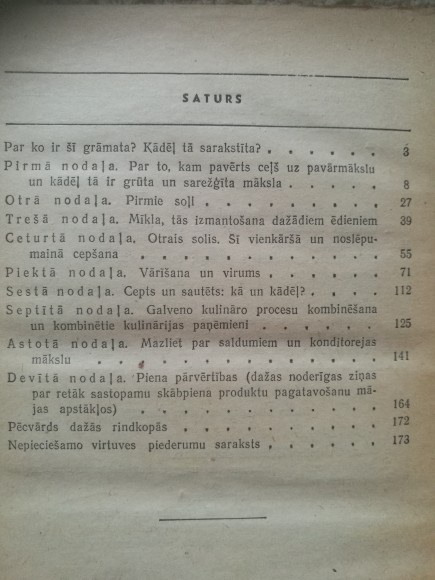 SATURS
Par ko ir šī grāmata? Ķādēļ tā sarakstīta? . . . . . . 3
Pirmā nodaļa. Par to, kam pavērts ceļš uz pavārmākslu
un kādēļ tā ir grūta un sarežģīta māksla . . . . . 8
Otrā nodaļa. Pirmie soļi . . . . . . . . 27
Trešā nodaļa. Mīkla, tās izmantošana dažādiem ēdieniem 39
Ceturtā nodaļa. Otrais solis. Šī vienkāršā un noslēpu-
mainā cepšana . . . . . . . . . . 55
Piektā nodaļa. Vārīšana un virums . . . . . 71
Sestā nodaļa. Cepts un sautēts: kā un kādēļ? . . . 112
Septītā nodaļa. Galveno kulināro procesu kombinēšana
un kombinētie kulinārijas paņēmieni . . . . . . 125
Astotā nodaļa. Mazliet par saldumiem un konditorejas
mākslu . . . . . . . . . . . 141
Devītā nodaļa. Piena pārvērtības (dažas noderīgas ziņas
par retāk sastopamu skābpiena produktu pagatavošanu mā-
jas apstākļos) . . . . . . . . . . 164
Pēcvārds dažās rindkopās . . . . . . . . 172
Nepieciešamo virtuves piederumu saraksts . . . . . 173